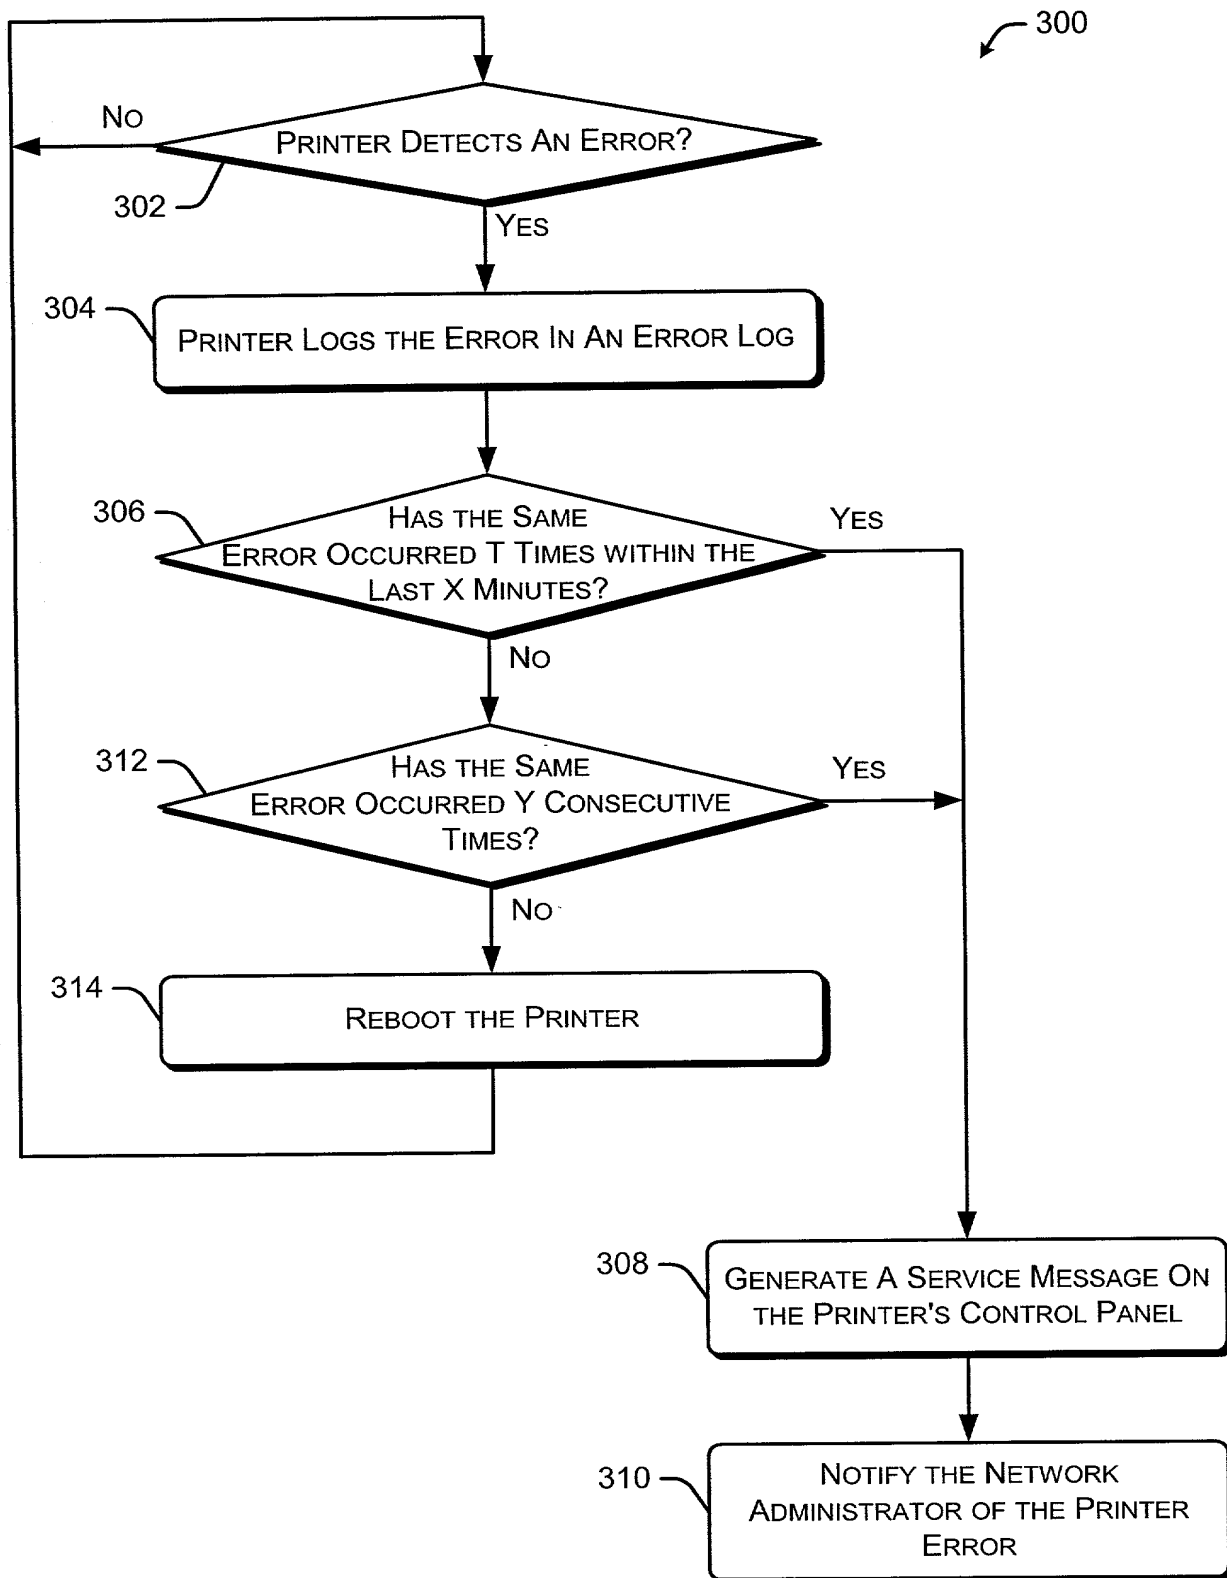 300
PRINTER DETECTS AN ERROR?
NO
302
YES
304
PRINTER LOGS THE ERROR IN AN ERROR LOG
306
HAS THE SAME
ERROR OCCURRED T TIMES WITHIN THE
LAST X MINUTES?
YES
NO
312
HAS THE SAME
ERROR OCCURRED Y CONSECUTIVE
TIMES?
YES
NO
314
REBOOT THE PRINTER
308
GENERATE A SERVICE MESSAGE ON
THE PRINTER'S CONTROL PANEL
310
NOTIFY THE NETWORK
ADMINISTRATOR OF THE PRINTER
ERROR